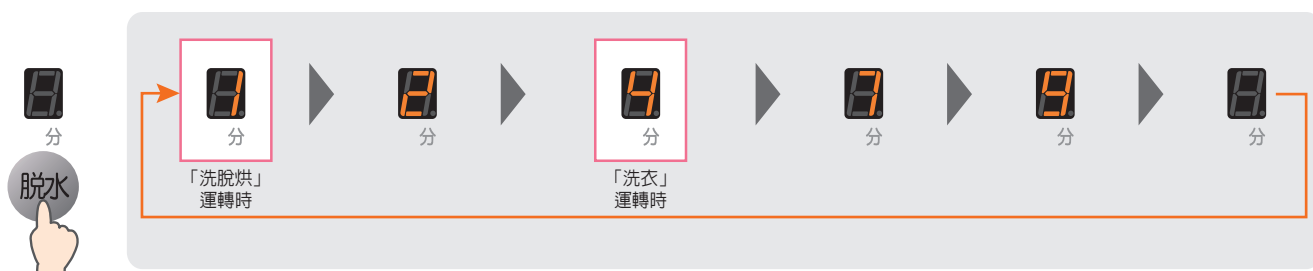 1 2 4 7 9
分 分 分 分 分 分 分
脱水
「洗脫烘」
運轉時
「洗衣」
運轉時